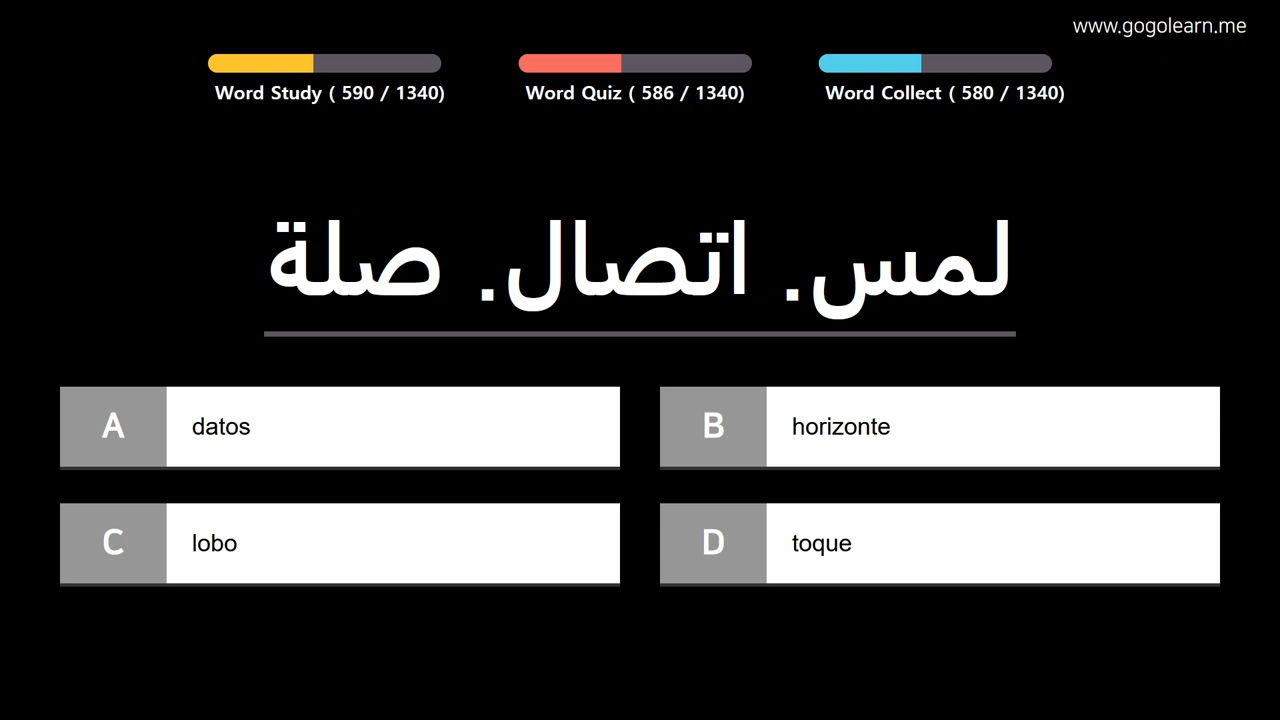 www.gogolearn.me
Word Study ( 590 / 1340)
Word Quiz ( 586 / 1340)
Word Collect ( 580 / 1340)
لمس. اتصال. صلة
A datos
B horizonte
C lobo
D toque